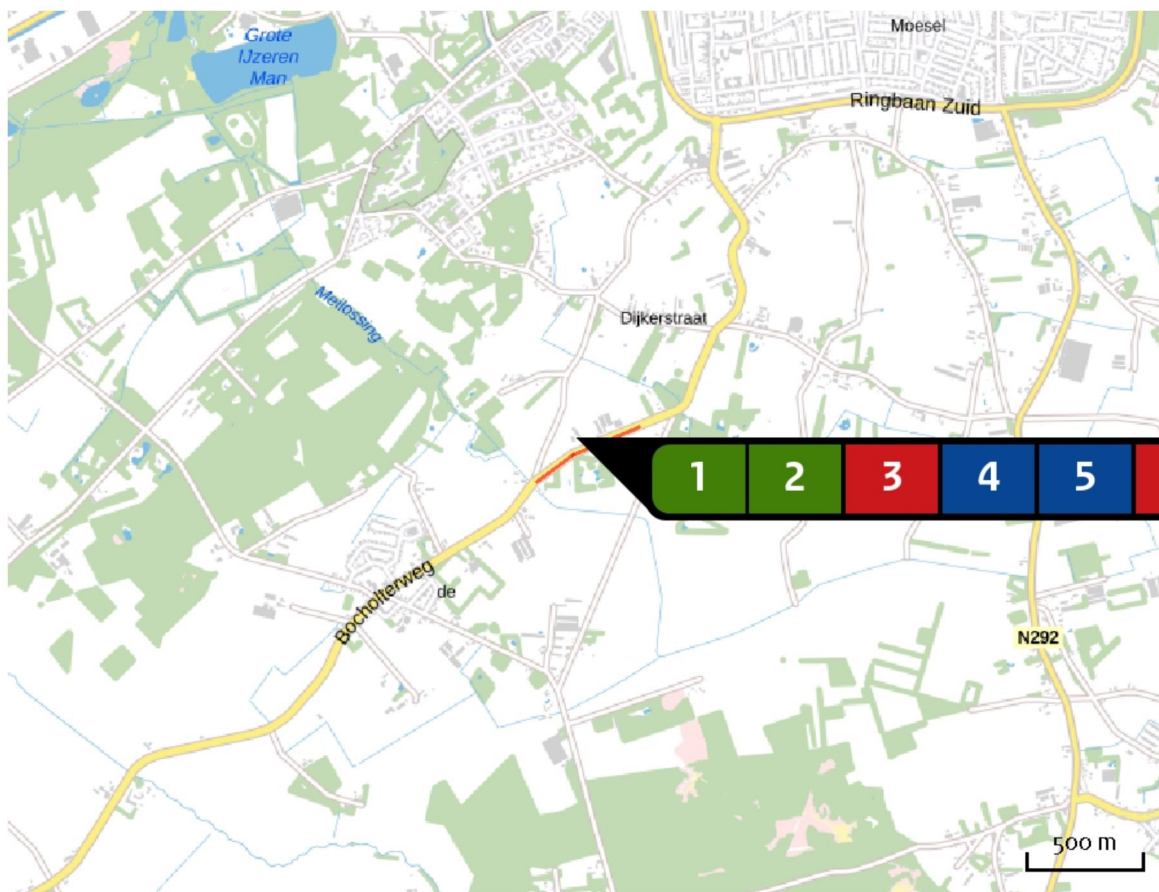 Moesel
Grote
IJzeren
Man
Ringbaan Zuid
Meilossing
Dijkerstraat
1 2 3 4 5
Bocholterweg
de
N292
500 m